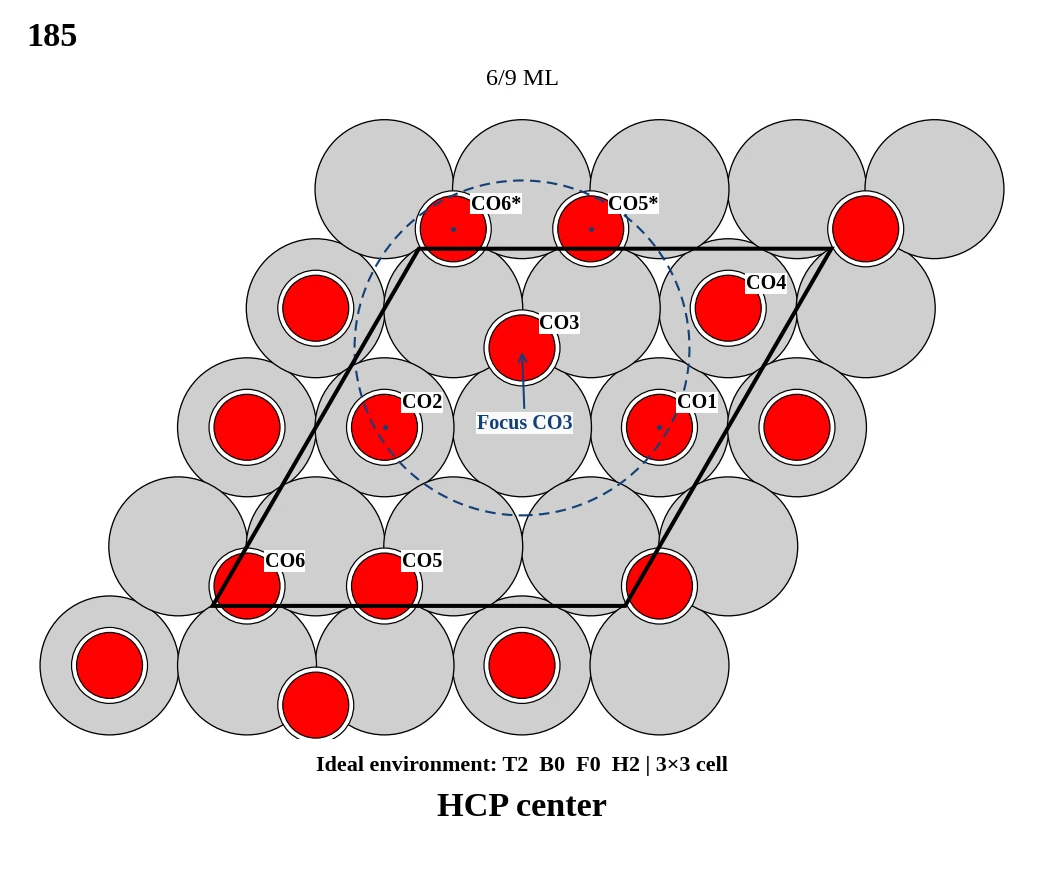 185
6/9 ML
CO6*
CO5*
CO4
CO3
CO2
CO1
Focus CO3
CO6
CO5
Ideal environment: T2 B0 F0 H2 | 3×3 cell
HCP center